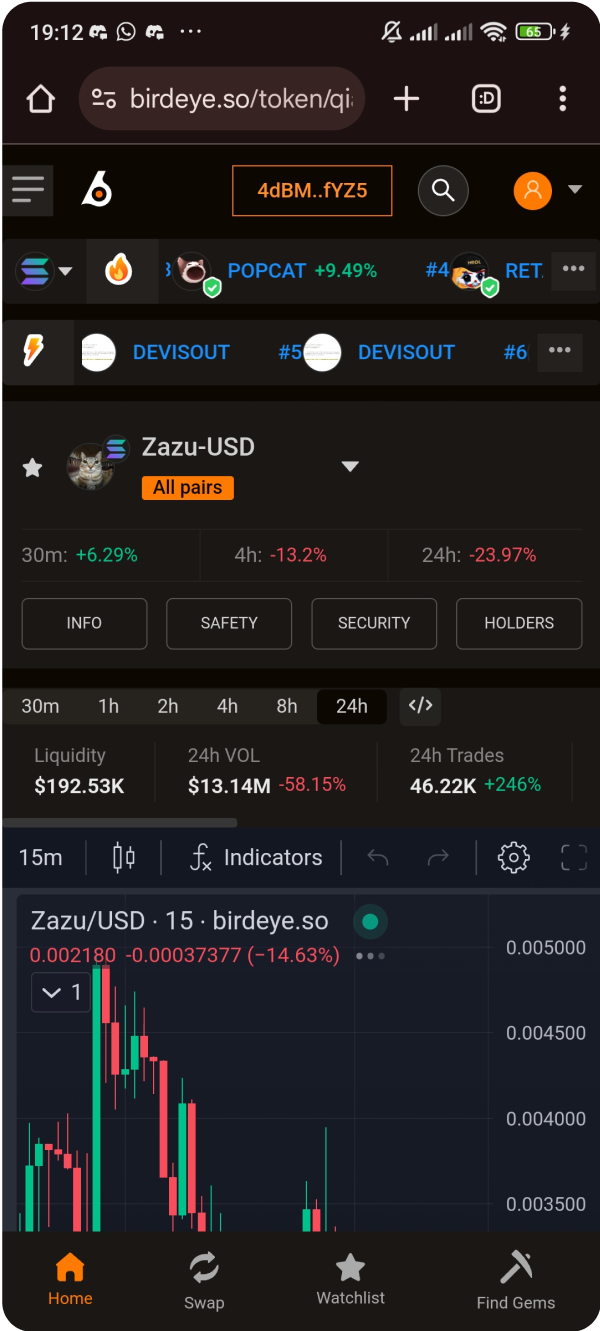 19:12
65
birdeye.so/token/qi
:D
4dBM..fYZ5
POPCAT +9.49% #4 RET.
DEVISOUT #5 DEVISOUT #6
Zazu-USD
All pairs
30m: +6.29% 4h: -13.2% 24h: -23.97%
INFO SAFETY SECURITY HOLDERS
30m 1h 2h 4h 8h 24h </>
Liquidity 24h VOL 24h Trades
$192.53K $13.14M -58.15% 46.22K +246%
15m fx Indicators
Zazu/USD · 15 · birdeye.so
0.005000
0.002180 -0.00037377 (−14.63%)
1
0.004500
0.004000
0.003500
Home Swap Watchlist Find Gems